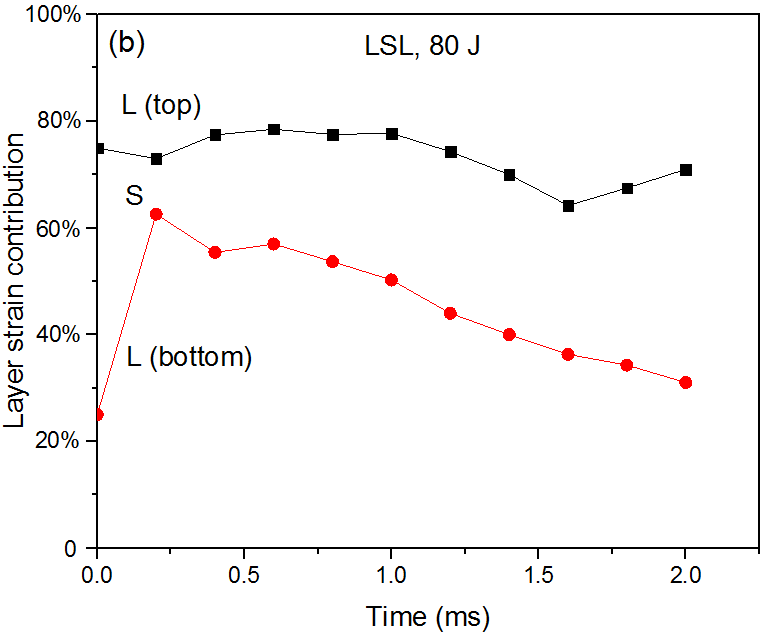 (b)
LSL, 80 J
L (top)
S
L (bottom)
Layer strain contribution
100%
80%
60%
40%
20%
0
0.0
0.5
1.0
1.5
2.0
Time (ms)